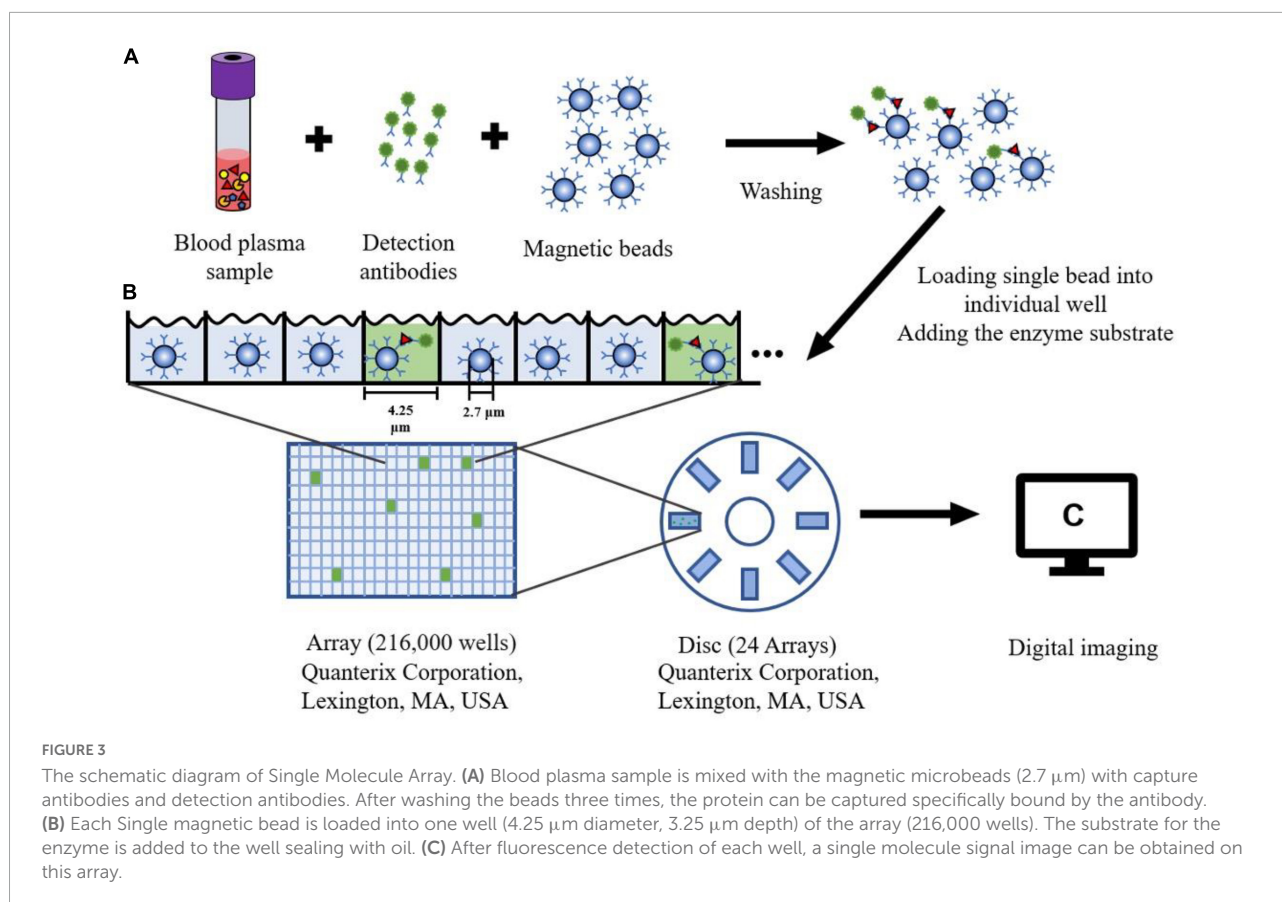 A
Blood plasma
sample
Detection
antibodies
Magnetic beads
Washing
Loading single bead into
individual well
Adding the enzyme substrate
B
4.25
μm
2.7 μm
C
Array (216,000 wells)
Quanterix Corporation,
Lexington, MA, USA
Disc (24 Arrays)
Quanterix Corporation,
Lexington, MA, USA
Digital imaging
FIGURE 3
The schematic diagram of Single Molecule Array. (A) Blood plasma sample is mixed with the magnetic microbeads (2.7 μm) with capture
antibodies and detection antibodies. After washing the beads three times, the protein can be captured specifically bound by the antibody.
(B) Each Single magnetic bead is loaded into one well (4.25 μm diameter, 3.25 μm depth) of the array (216,000 wells). The substrate for the
enzyme is added to the well sealing with oil. (C) After fluorescence detection of each well, a single molecule signal image can be obtained on
this array.